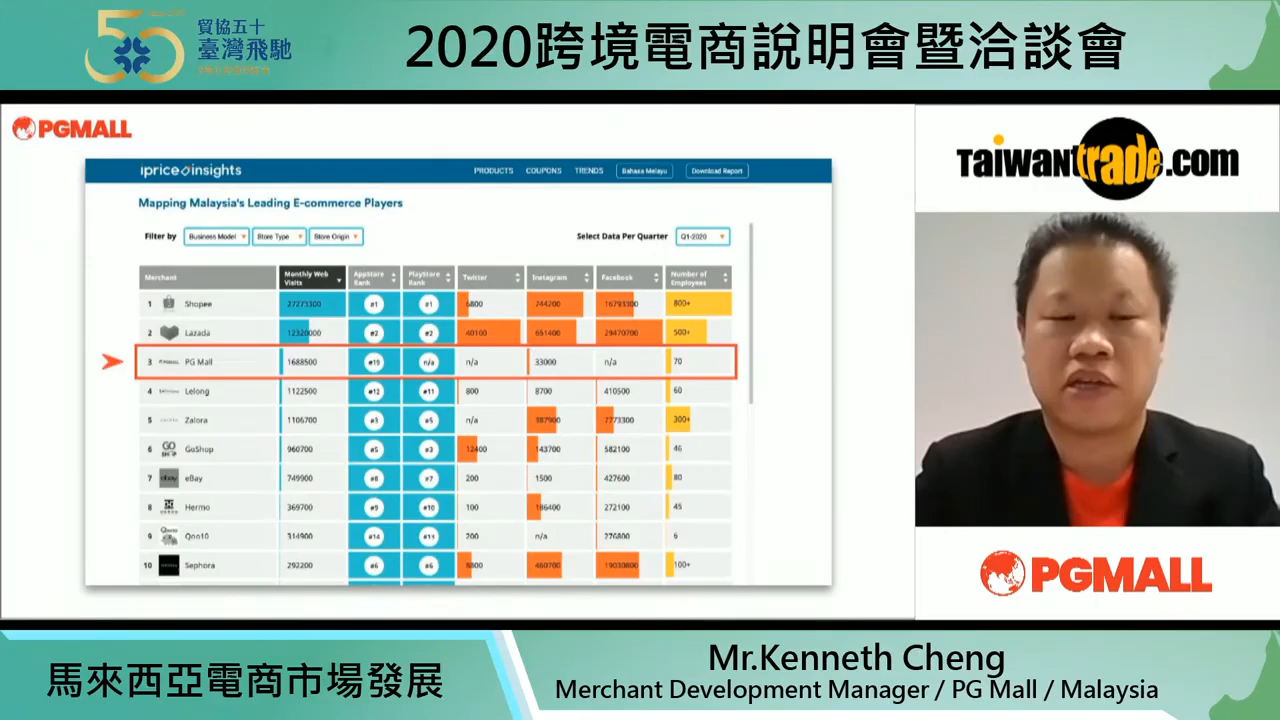 50
貿協五十
臺灣飛馳
2020跨境電商說明會暨洽談會
PGMALL
iprice insights
PRODUCTS COUPONS TRENDS Bahasa Melayu Download Report
Mapping Malaysia's Leading E-commerce Players
Filter by Business Model Store Type Store Origin Select Data Per Quarter Q1-2020
Merchant Monthly Web Visits AppStore Rank PlayStore Rank Twitter Instagram Facebook Number of Employees
1 Shopee 27273300 #1 #1 6800 744200 16793300 800+
2 Lazada 12320000 #2 #2 40100 651400 29470700 500+
3 PG Mall 1688500 #19 n/a n/a 33000 n/a 70
4 Lelong 1122500 #12 #11 800 8700 410500 60
5 Zalora 1106700 #3 #5 n/a 387900 7773300 300+
6 GO SHOP GoShop 960700 #5 #3 12400 143700 582100 46
7 ebay eBay 749900 #8 #7 200 1500 427600 80
8 Hermo 369700 #9 #10 100 186400 272100 45
9 Qoo10 314900 #14 200 n/a 276800 6
10 Sephora 292200 #6 #6 8800 460700 19030800 100+
Taiwantrade.com
PGMALL
馬來西亞電商市場發展
Mr.Kenneth Cheng
Merchant Development Manager / PG Mall / Malaysia